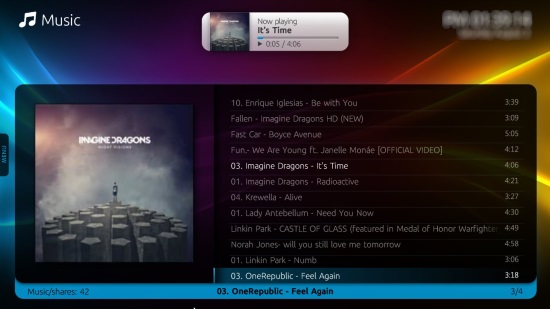 Music
Now playing
It's Time
0:05 / 4:06
IMAGINE DRAGONS
NIGHT VISIONS
menu
10. Enrique Iglesias - Be with You 3:39
Fallen - Imagine Dragons HD (NEW) 3:09
Fast Car - Boyce Avenue 5:05
Fun.- We Are Young ft. Janelle Monáe [OFFICIAL VIDEO] 4:12
03. Imagine Dragons - It's Time 4:06
01. Imagine Dragons - Radioactive 4:21
04. Krewella - Alive 3:27
01. Lady Antebellum - Need You Now 4:30
Linkin Park - CASTLE OF GLASS (featured in Medal of Honor Warfighter 4:49
Norah Jones- will you still love me tomorrow 4:58
01. Linkin Park - Numb 3:06
03. OneRepublic - Feel Again 3:18
Music/shares: 42 03. OneRepublic - Feel Again 3/4